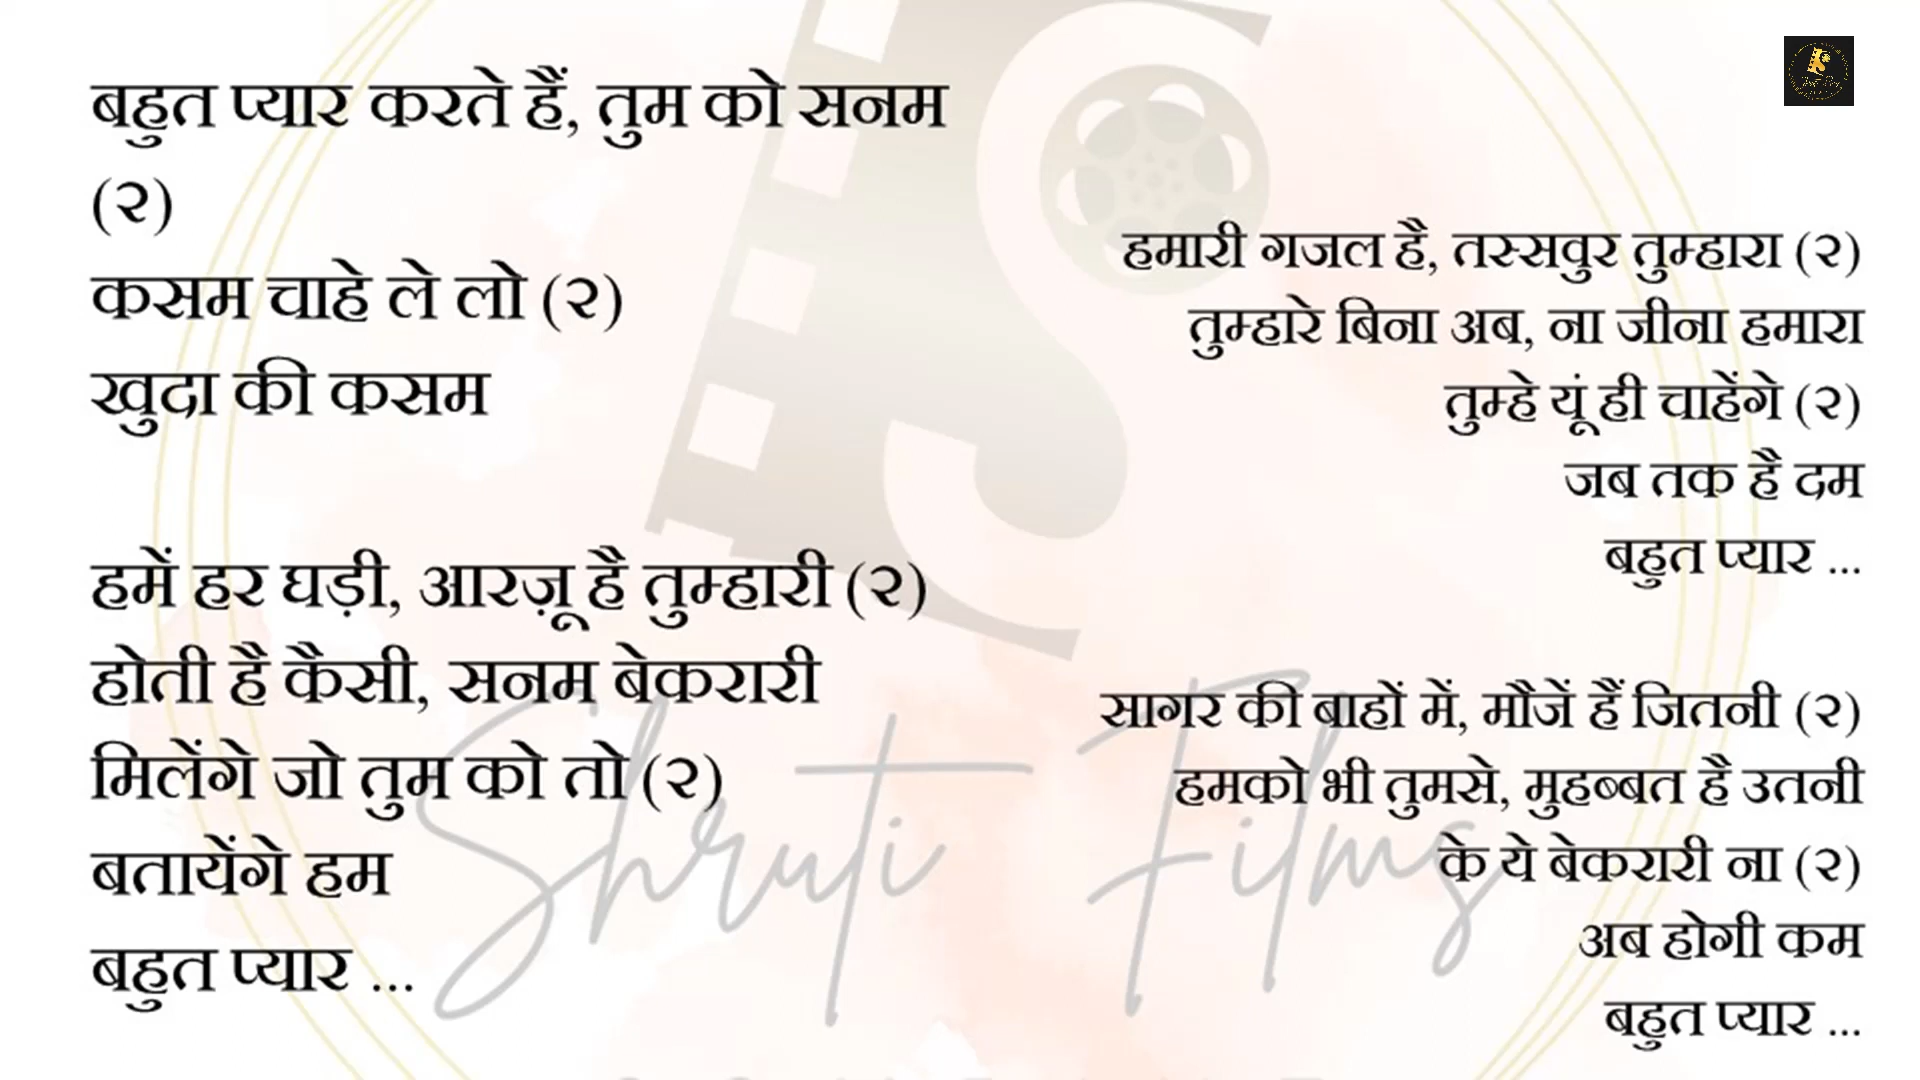 बहुत प्यार करते हैं, तुम को सनम
(२)
कसम चाहे ले लो (२)
खुदा की कसम
हमें हर घड़ी, आरज़ू है तुम्हारी (२)
होती है कैसी, सनम बेकरारी
मिलेंगे जो तुम को तो (२)
बतायेंगे हम
बहुत प्यार ...
हमारी गजल है, तस्सवुर तुम्हारा (२)
तुम्हारे बिना अब, ना जीना हमारा
तुम्हे यूं ही चाहेंगे (२)
जब तक है दम
बहुत प्यार ...
सागर की बाहों में, मौजें हैं जितनी (२)
हमको भी तुमसे, मुहब्बत है उतनी
के ये बेकरारी ना (२)
अब होगी कम
बहुत प्यार ...
Shruti Films